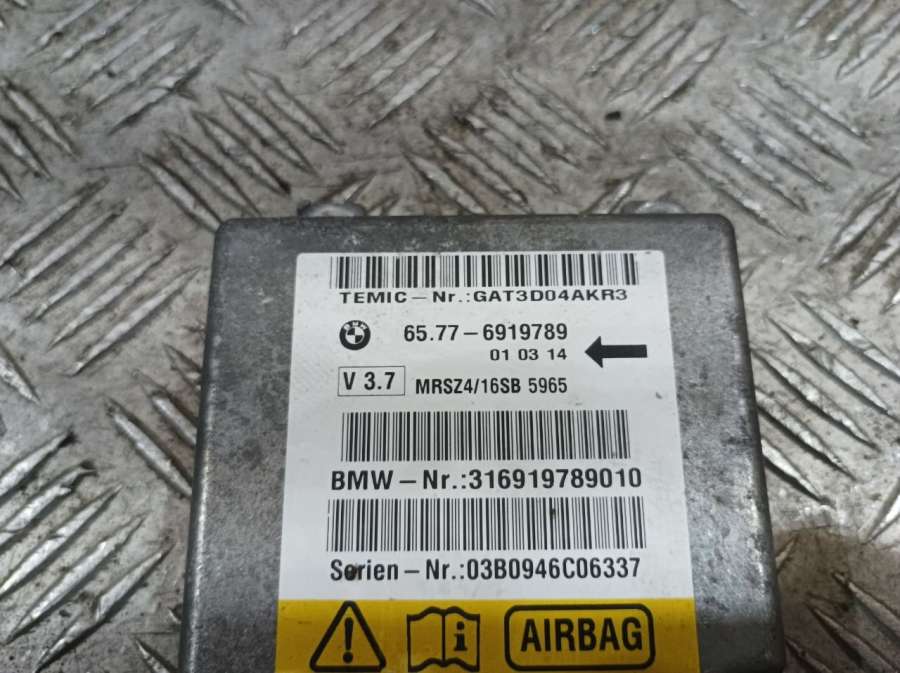 TEMIC – Nr.:GAT3D04AKR3
BMW
65.77 – 6919789
01 03 14
V 3.7
MRSZ4/16SB 5965
BMW – Nr.:316919789010
Serien – Nr.:03B0946C06337
AIRBAG